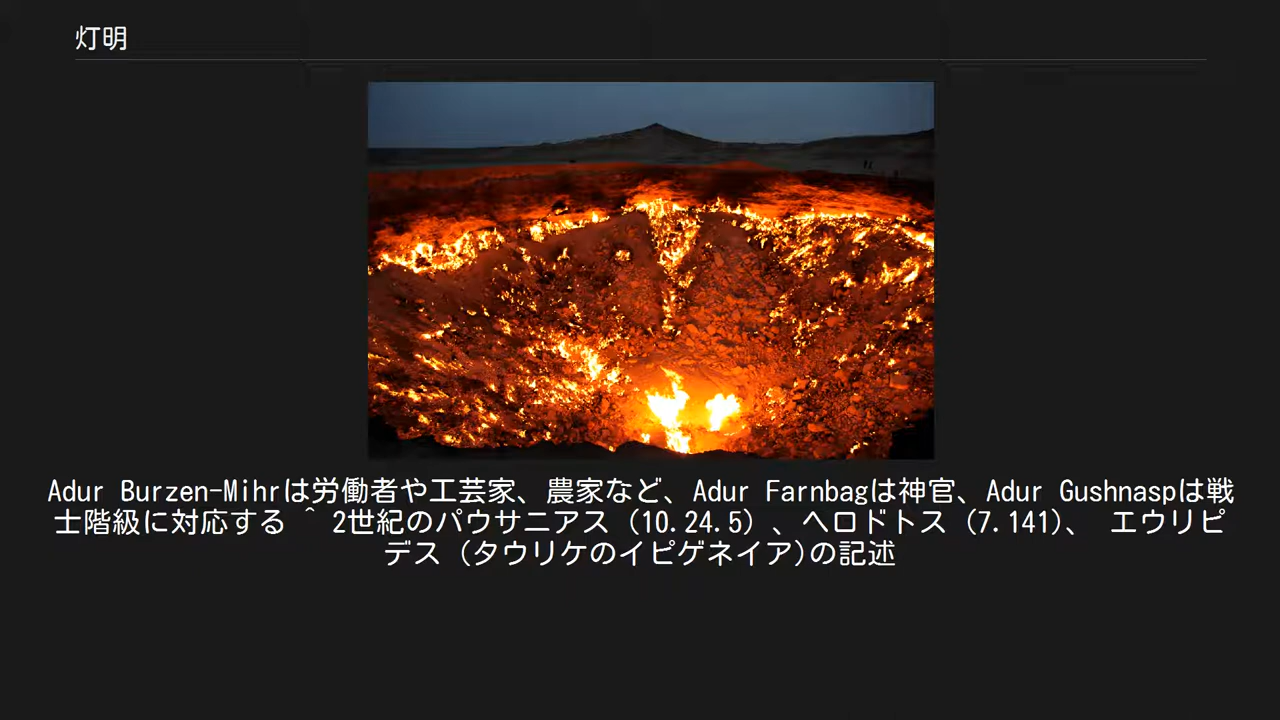 灯明
Adur Burzen-Mihrは労働者や工芸家、農家など、Adur Farnbagは神官、Adur Gushnaspは戦
士階級に対応する ^ 2世紀のパウサニアス（10.24.5）、ヘロドトス（7.141)、 エウリピ
デス（タウリケのイピゲネイア)の記述